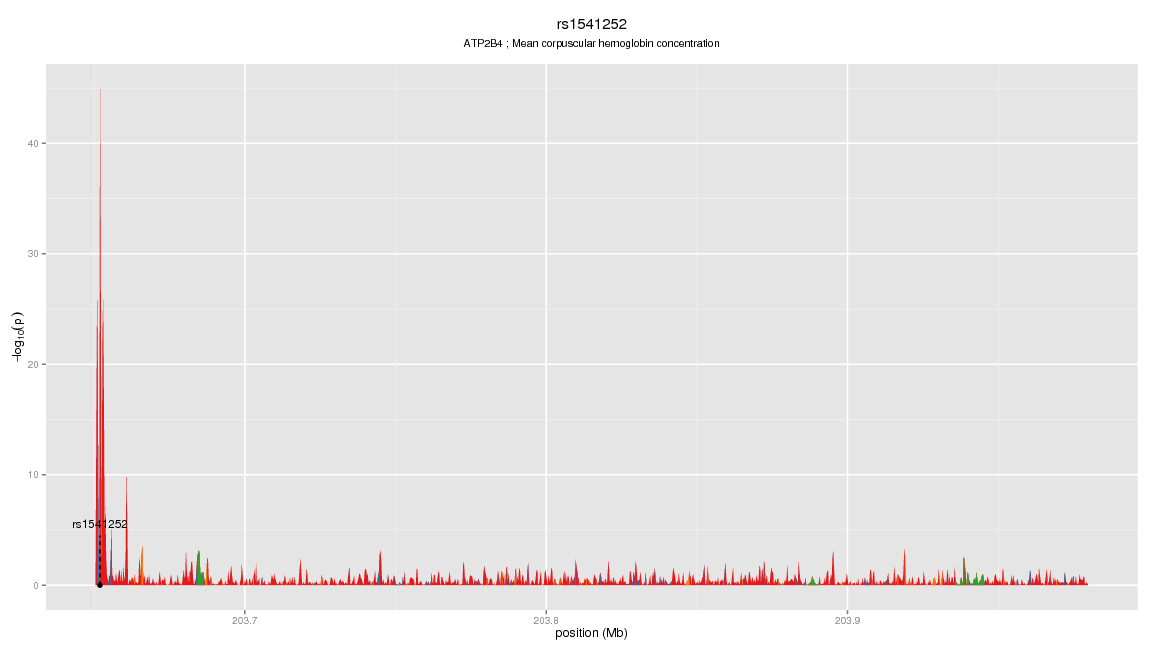 rs1541252
ATP2B4 ; Mean corpuscular hemoglobin concentration
−log10(p)
40
30
20
10
0
rs1541252
203.7
203.8
203.9
position (Mb)